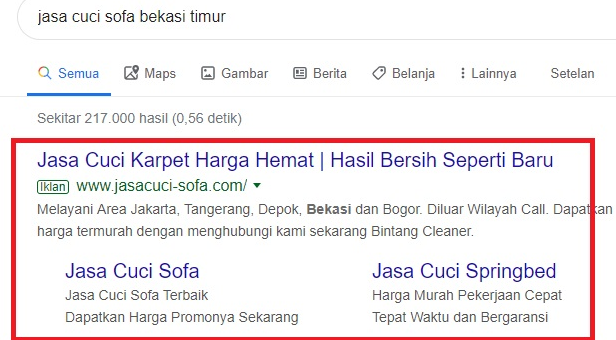 jasa cuci sofa bekasi timur
Semua Maps Gambar Berita Belanja Lainnya Setelan
Sekitar 217.000 hasil (0,56 detik)
Jasa Cuci Karpet Harga Hemat | Hasil Bersih Seperti Baru
Iklan www.jasacuci-sofa.com/
Melayani Area Jakarta, Tangerang, Depok, Bekasi dan Bogor. Diluar Wilayah Call. Dapatkan
harga termurah dengan menghubungi kami sekarang Bintang Cleaner.
Jasa Cuci Sofa
Jasa Cuci Sofa Terbaik
Dapatkan Harga Promonya Sekarang
Jasa Cuci Springbed
Harga Murah Pekerjaan Cepat
Tepat Waktu dan Bergaransi